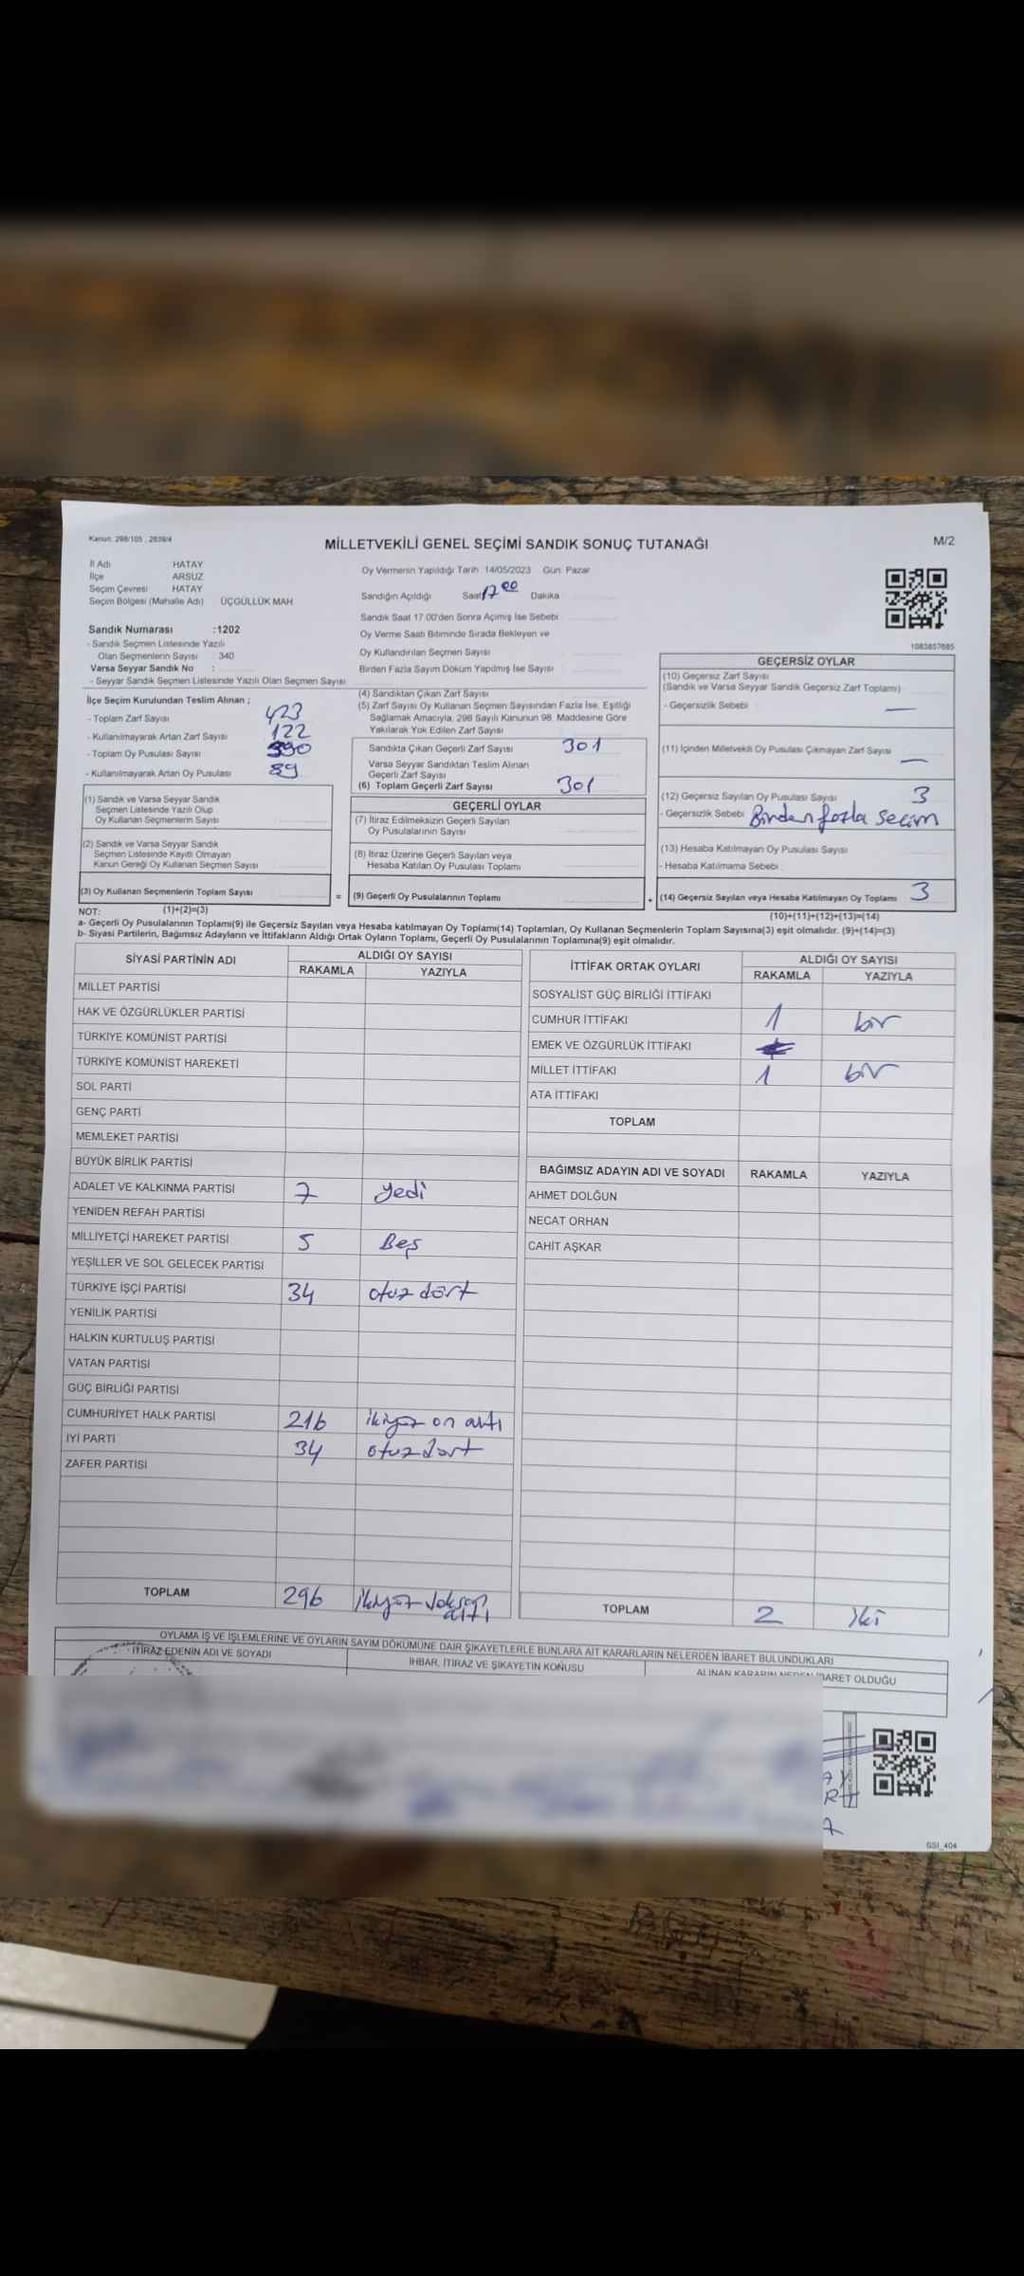 Kanun: 298/105 , 2839/4
MİLLETVEKİLİ GENEL SEÇİMİ SANDIK SONUÇ TUTANAĞI
M/2
İl Adı HATAY
İlçe ARSUZ
Seçim Çevresi HATAY
Seçim Bölgesi (Mahalle Adı) ÜÇGÜLLÜK MAH
Sandık Numarası :1202
- Sandık Seçmen Listesinde Yazılı
Olan Seçmenlerin Sayısı : 340
Varsa Seyyar Sandık No :
- Seyyar Sandık Seçmen Listesinde Yazılı Olan Seçmen Sayısı
Oy Vermenin Yapıldığı Tarih 14/05/2023 Gün: Pazar
Sandığın Açıldığı Saat 17 00 Dakika
Sandık Saat 17.00'den Sonra Açılmış İse Sebebi
Oy Verme Saati Bitiminde Sırada Bekleyen ve
Oy Kullandırılan Seçmen Sayısı
Birden Fazla Sayım Döküm Yapılmış İse Sayısı
1083857685
İlçe Seçim Kurulundan Teslim Alınan ;
- Toplam Zarf Sayısı 423
- Kullanılmayarak Artan Zarf Sayısı 122
- Toplam Oy Pusulası Sayısı 390
- Kullanılmayarak Artan Oy Pusulası 89
(4) Sandıktan Çıkan Zarf Sayısı
(5) Zarf Sayısı Oy Kullanan Seçmen Sayısından Fazla İse, Eşitliği
Sağlamak Amacıyla, 298 Sayılı Kanunun 98. Maddesine Göre
Yakılarak Yok Edilen Zarf Sayısı
Sandıkta Çıkan Geçerli Zarf Sayısı 301
Varsa Seyyar Sandıktan Teslim Alınan
Geçerli Zarf Sayısı
(6) Toplam Geçerli Zarf Sayısı 301
GEÇERSİZ OYLAR
(10) Geçersiz Zarf Sayısı
(Sandık ve Varsa Seyyar Sandık Geçersiz Zarf Toplamı)
- Geçersizlik Sebebi —
(11) İçinden Milletvekili Oy Pusulası Çıkmayan Zarf Sayısı —
(12) Geçersiz Sayılan Oy Pusulası Sayısı 3
- Geçersizlik Sebebi Birden fazla Seçim
(13) Hesaba Katılmayan Oy Pusulası Sayısı
- Hesaba Katılmama Sebebi
(14) Geçersiz Sayılan veya Hesaba Katılmayan Oy Toplamı 3
(10)+(11)+(12)+(13)=(14)
(1) Sandık ve Varsa Seyyar Sandık
Seçmen Listesinde Yazılı Olup
Oy Kullanan Seçmenlerin Sayısı
(2) Sandık ve Varsa Seyyar Sandık
Seçmen Listesinde Kayıtlı Olmayan
Kanun Gereği Oy Kullanan Seçmen Sayısı
(3) Oy Kullanan Seçmenlerin Toplam Sayısı =
(1)+(2)=(3)
GEÇERLİ OYLAR
(7) İtiraz Edilmeksizin Geçerli Sayılan
Oy Pusulalarının Sayısı
(8) İtiraz Üzerine Geçerli Sayılan veya
Hesaba Katılan Oy Pusulası Toplamı
(9) Geçerli Oy Pusulalarının Toplamı +
NOT:
a- Geçerli Oy Pusulalarının Toplamı(9) ile Geçersiz Sayılan veya Hesaba katılmayan Oy Toplamı(14) Toplamları, Oy Kullanan Seçmenlerin Toplam Sayısına(3) eşit olmalıdır. (9)+(14)=(3)
b- Siyasi Partilerin, Bağımsız Adayların ve İttifakların Aldığı Ortak Oyların Toplamı, Geçerli Oy Pusulalarının Toplamına(9) eşit olmalıdır.
SİYASİ PARTİNİN ADI
ALDIĞI OY SAYISI
RAKAMLA YAZIYLA
MİLLET PARTİSİ
HAK VE ÖZGÜRLÜKLER PARTİSİ
TÜRKİYE KOMÜNİST PARTİSİ
TÜRKİYE KOMÜNİST HAREKETİ
SOL PARTİ
GENÇ PARTİ
MEMLEKET PARTİSİ
BÜYÜK BİRLİK PARTİSİ
ADALET VE KALKINMA PARTİSİ 7 yedi
YENİDEN REFAH PARTİSİ
MİLLİYETÇİ HAREKET PARTİSİ 5 Beş
YEŞİLLER VE SOL GELECEK PARTİSİ
TÜRKİYE İŞÇİ PARTİSİ 34 otuz dört
YENİLİK PARTİSİ
HALKIN KURTULUŞ PARTİSİ
VATAN PARTİSİ
GÜÇ BİRLİĞİ PARTİSİ
CUMHURİYET HALK PARTİSİ 216 ikiyüz on altı
İYİ PARTİ 34 otuz dört
ZAFER PARTİSİ
TOPLAM 296 ikiyüz doksan altı
İTTİFAK ORTAK OYLARI
ALDIĞI OY SAYISI
RAKAMLA YAZIYLA
SOSYALİST GÜÇ BİRLİĞİ İTTİFAKI
CUMHUR İTTİFAKI 1 bir
EMEK VE ÖZGÜRLÜK İTTİFAKI
MİLLET İTTİFAKI 1 bir
ATA İTTİFAKI
TOPLAM
BAĞIMSIZ ADAYIN ADI VE SOYADI RAKAMLA YAZIYLA
AHMET DOLĞUN
NECAT ORHAN
CAHİT AŞKAR
TOPLAM 2 iki
OYLAMA İŞ VE İŞLEMLERİNE VE OYLARIN SAYIM DÖKÜMÜNE DAİR ŞİKAYETLERLE BUNLARA AİT KARARLARIN NELERDEN İBARET BULUNDUKLARI
İTİRAZ EDENİN ADI VE SOYADI
İHBAR, İTİRAZ VE ŞİKAYETİN KONUSU
ALINAN KARARIN NEDEN İBARET OLDUĞU
GSI_404